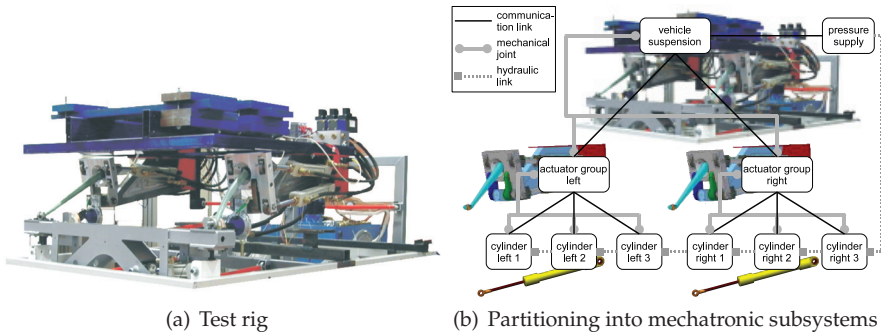 communica-
tion link
mechanical
joint
hydraulic
link
vehicle
suspension
pressure
supply
actuator group
left
actuator group
right
cylinder
left 1
cylinder
left 2
cylinder
left 3
cylinder
right 1
cylinder
right 2
cylinder
right 3
(a) Test rig
(b) Partitioning into mechatronic subsystems